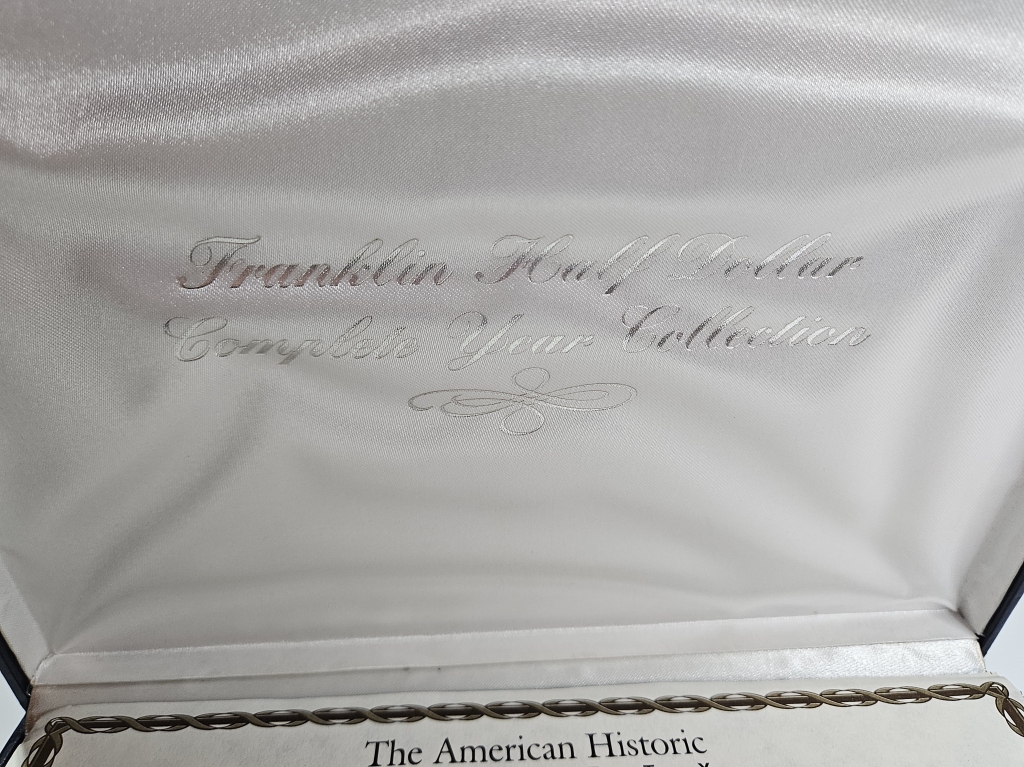 Franklin Half Dollar
Complete Year Collection
The American Historic